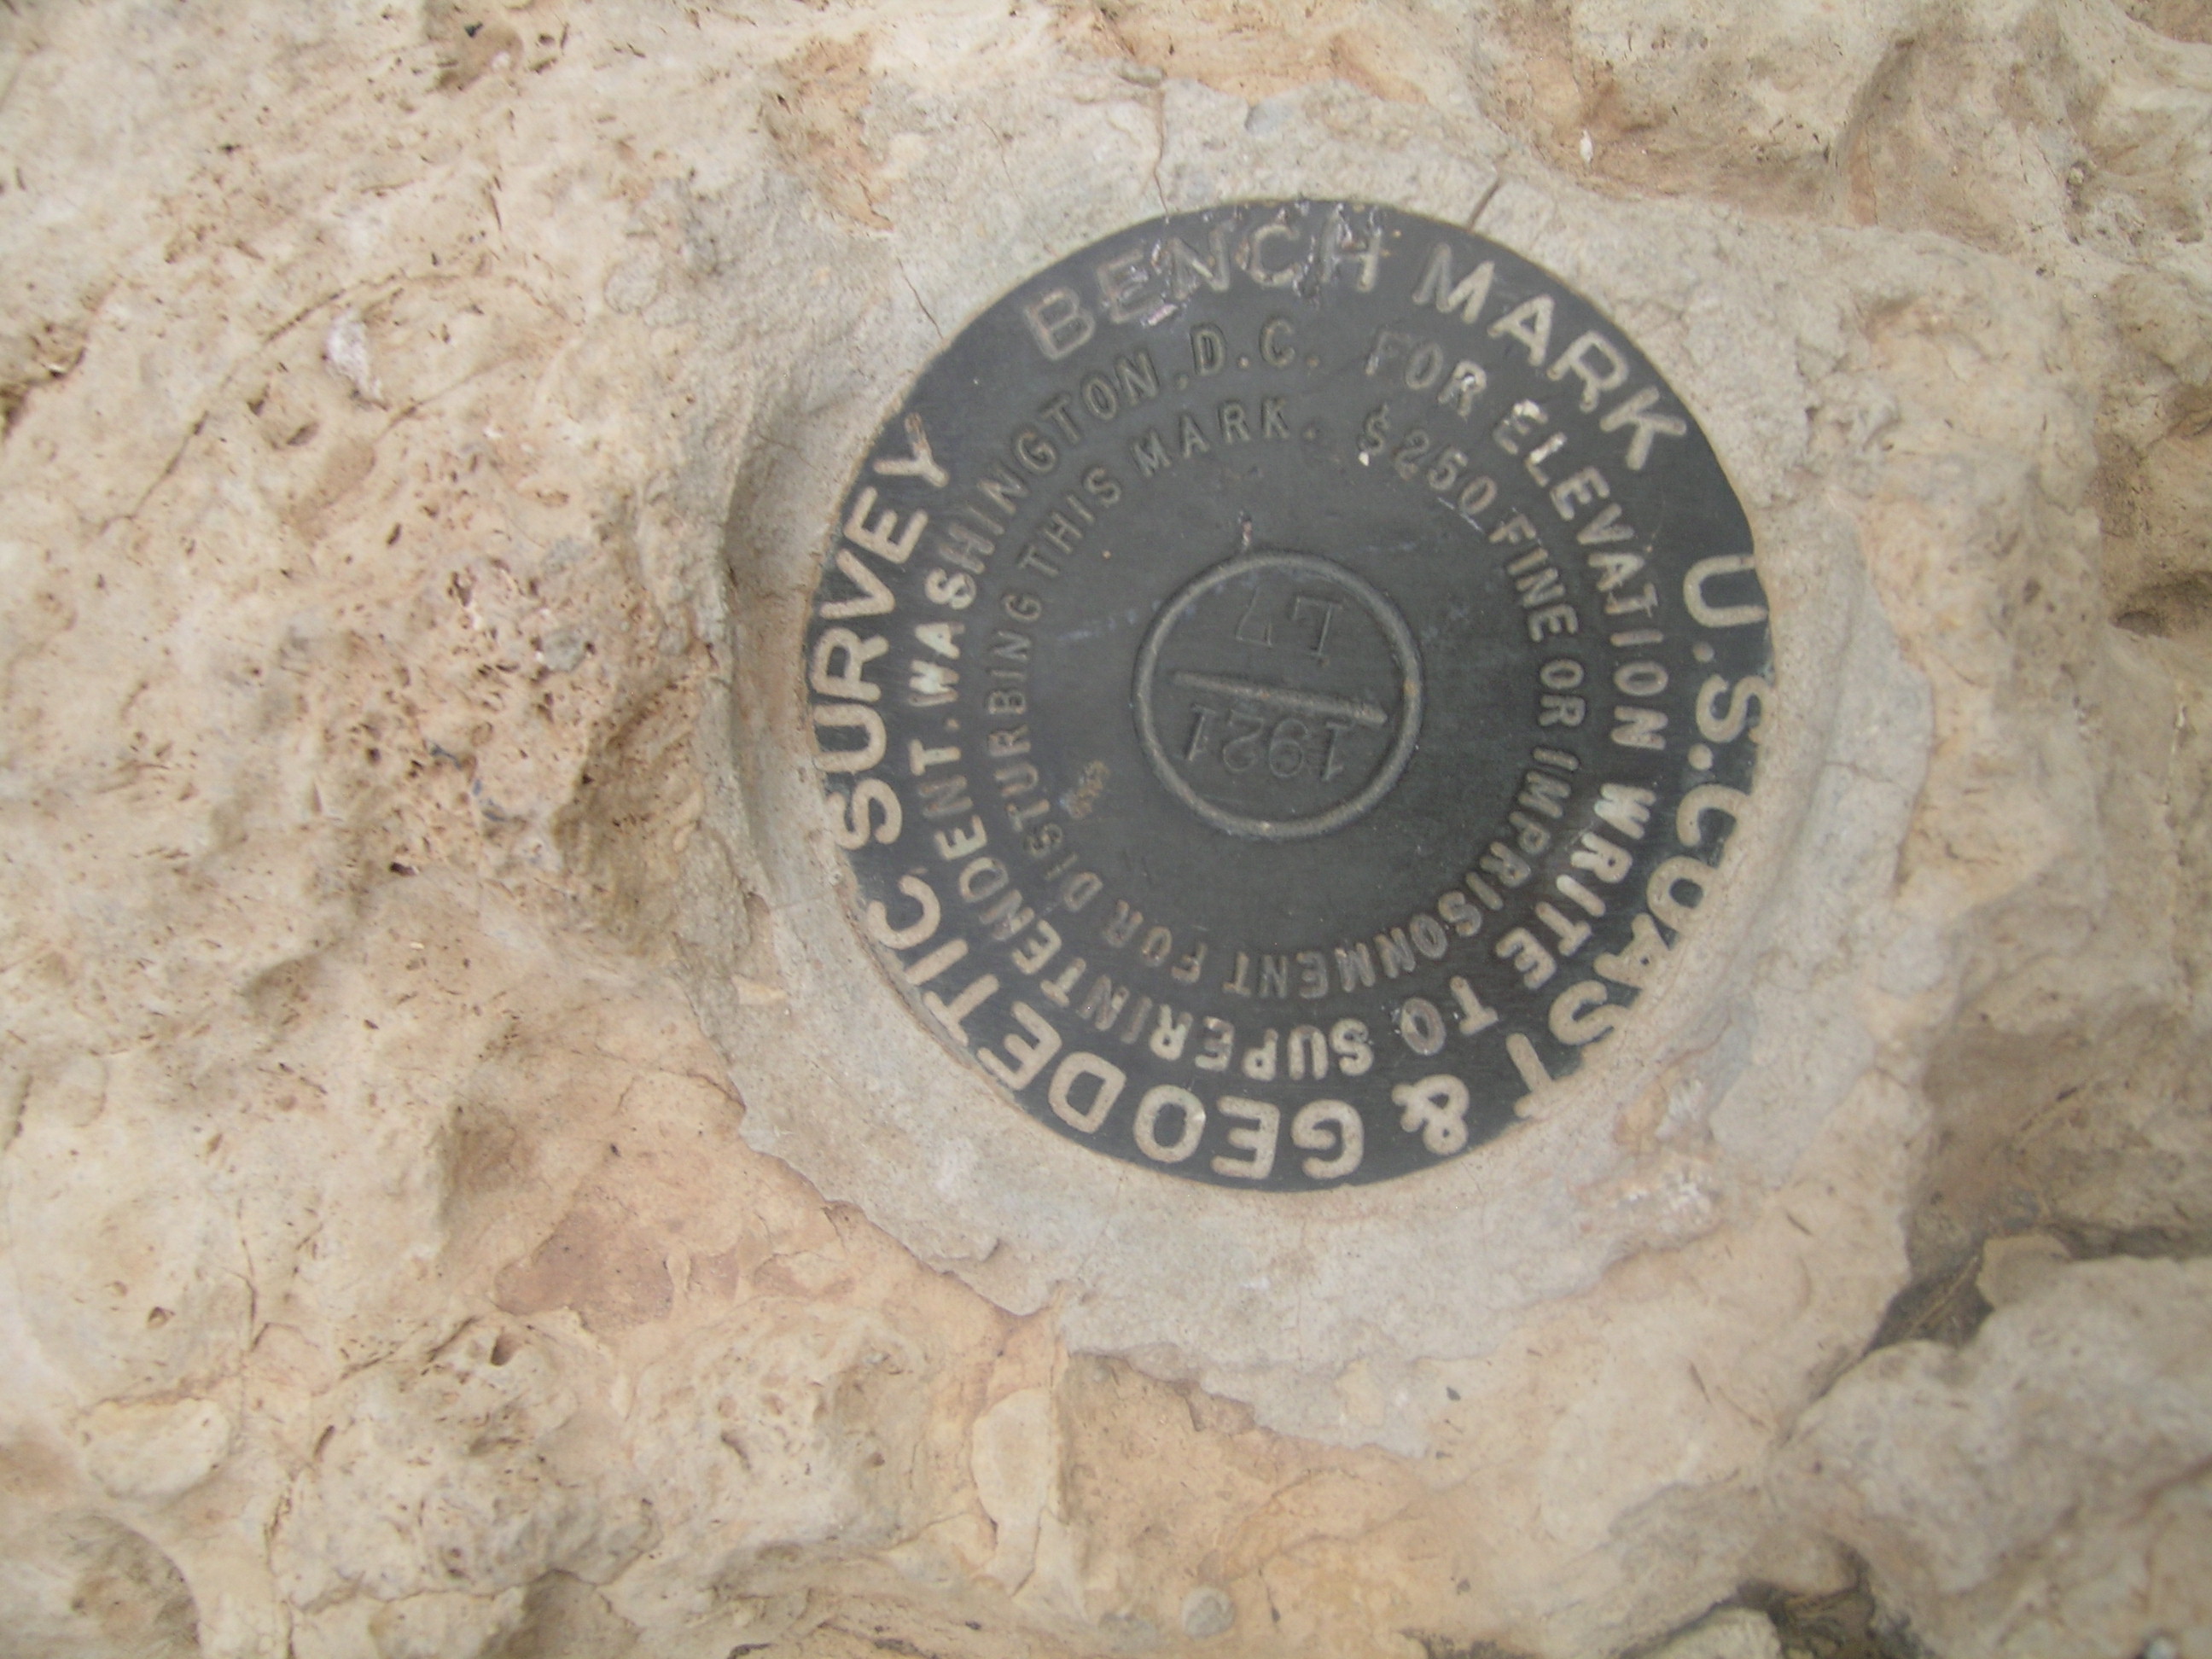 U.S. COAST & GEODETIC SURVEY
BENCH MARK
FOR ELEVATION WRITE TO SUPERINTENDENT. WASHINGTON, D.C.
$250 FINE OR IMPRISONMENT FOR DISTURBING THIS MARK.
L7
1921